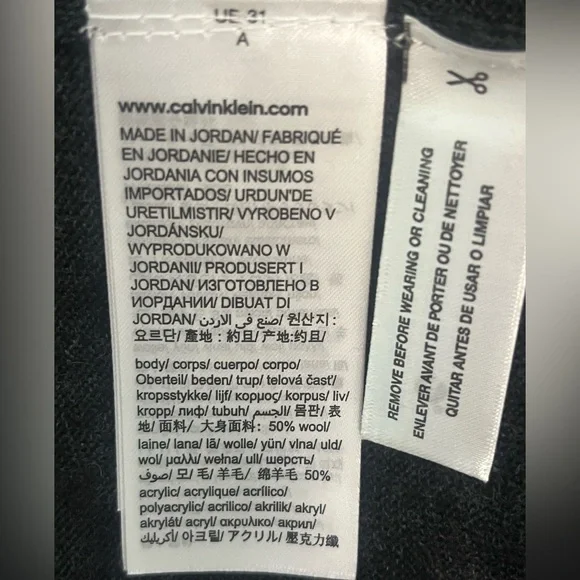 UE 31
A
www.calvinklein.com
MADE IN JORDAN/ FABRIQUÉ
EN JORDANIE/ HECHO EN
JORDANIA CON INSUMOS
IMPORTADOS/ URDUN'DE
URETILMISTIR/ VYROBENO V
JORDÁNSKU/
WYPRODUKOWANO W
JORDANII/ PRODUSERT I
JORDAN/ ИЗГОТОВЛЕНО В
ИОРДАНИИ/ DIBUAT DI
JORDAN/ صنع في الاردن/ 원산지 :
요르단/ 產地 : 約旦/ 产地:约旦/
body/ corps/ cuerpo/ corpo/
Oberteil/ beden/ trup/ telová časť/
kropsstykke/ lijf/ κορμος/ korpus/ liv/
kropp/ лиф/ tubuh/ الجسم/ 몸판/ 表
地/ 面料/ 大身面料: 50% wool/
laine/ lana/ lã/ wolle/ yün/ vlna/ uld/
wol/ μαλλί/ wełna/ ull/ шерсть/
صوف/ 모/ 毛/ 羊毛/ 绵羊毛 50%
acrylic/ acrylique/ acrílico/
polyacrylic/ acrilico/ akrilik/ akryl/
akrylát/ acryl/ ακρυλικο/ акрил/
أكريليك/ 아크릴/ アクリル/ 壓克力纖
REMOVE BEFORE WEARING OR CLEANING
ENLEVER AVANT DE PORTER OU DE NETTOYER
QUITAR ANTES DE USAR O LIMPIAR